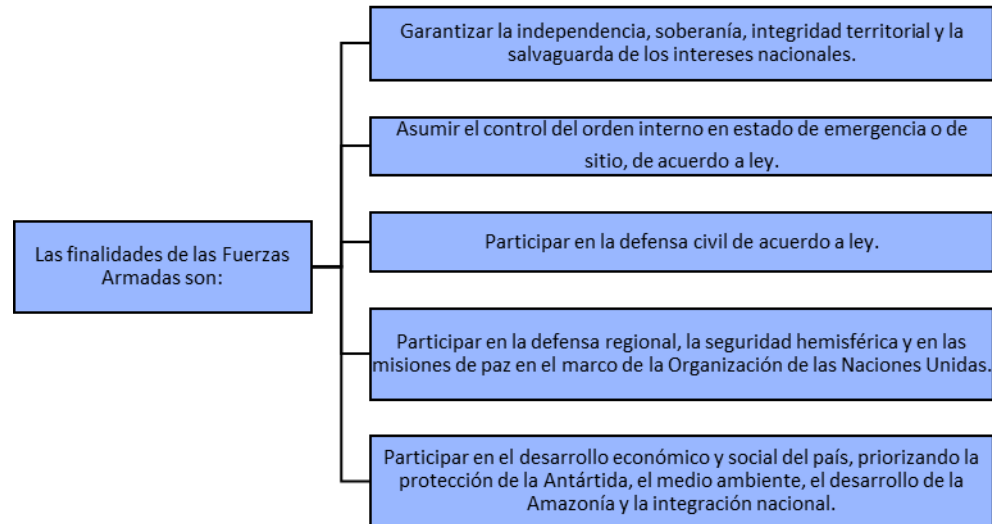 Las finalidades de las Fuerzas
Armadas son:
Garantizar la independencia, soberanía, integridad territorial y la
salvaguarda de los intereses nacionales.
Asumir el control del orden interno en estado de emergencia o de
sitio, de acuerdo a ley.
Participar en la defensa civil de acuerdo a ley.
Participar en la defensa regional, la seguridad hemisférica y en las
misiones de paz en el marco de la Organización de las Naciones Unidas.
Participar en el desarrollo económico y social del país, priorizando la
protección de la Antártida, el medio ambiente, el desarrollo de la
Amazonía y la integración nacional.